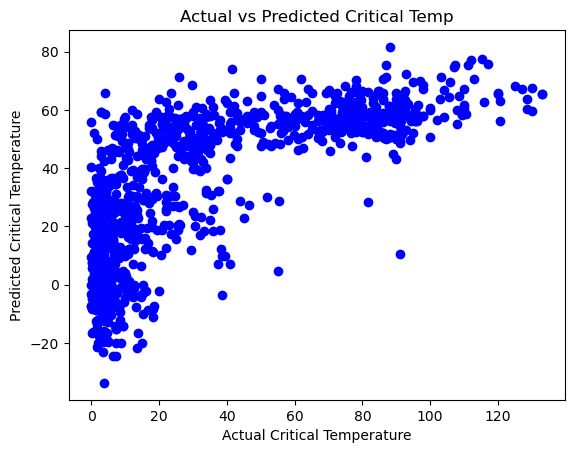 Actual vs Predicted Critical Temp
80
60
40
20
0
−20
Predicted Critical Temperature
0 20 40 60 80 100 120
Actual Critical Temperature